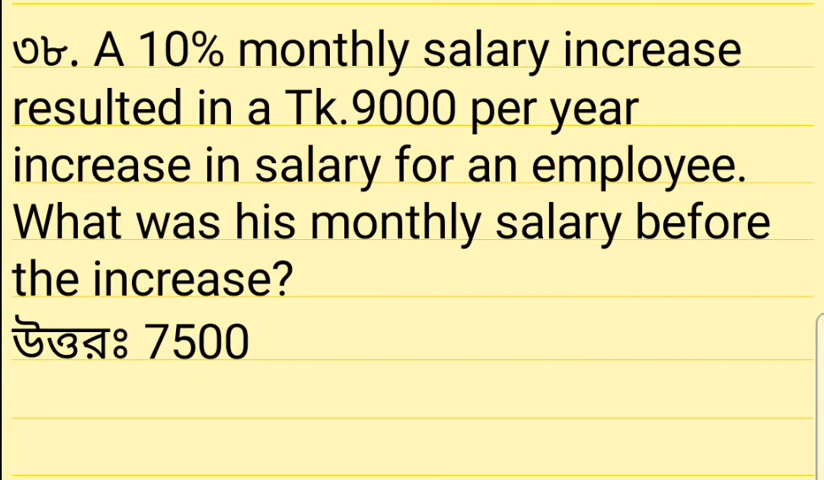 ৩৮. A 10% monthly salary increase
resulted in a Tk.9000 per year
increase in salary for an employee.
What was his monthly salary before
the increase?
উত্তরঃ 7500